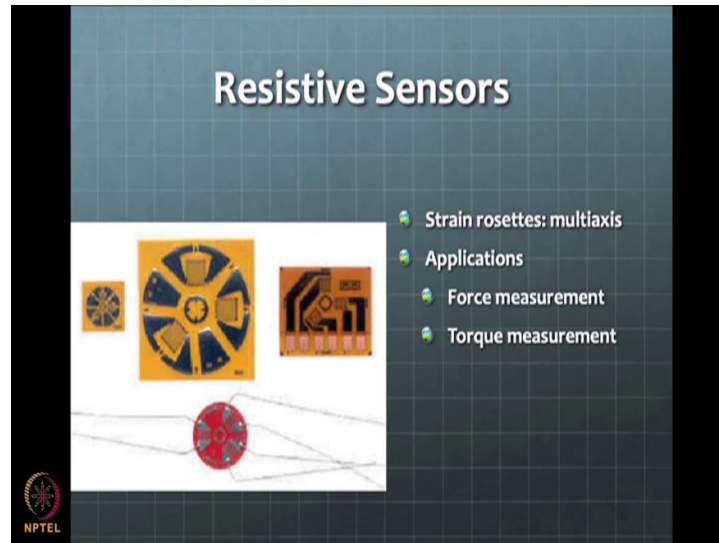 Resistive Sensors
Strain rosettes: multiaxis
Applications
Force measurement
Torque measurement
NPTEL